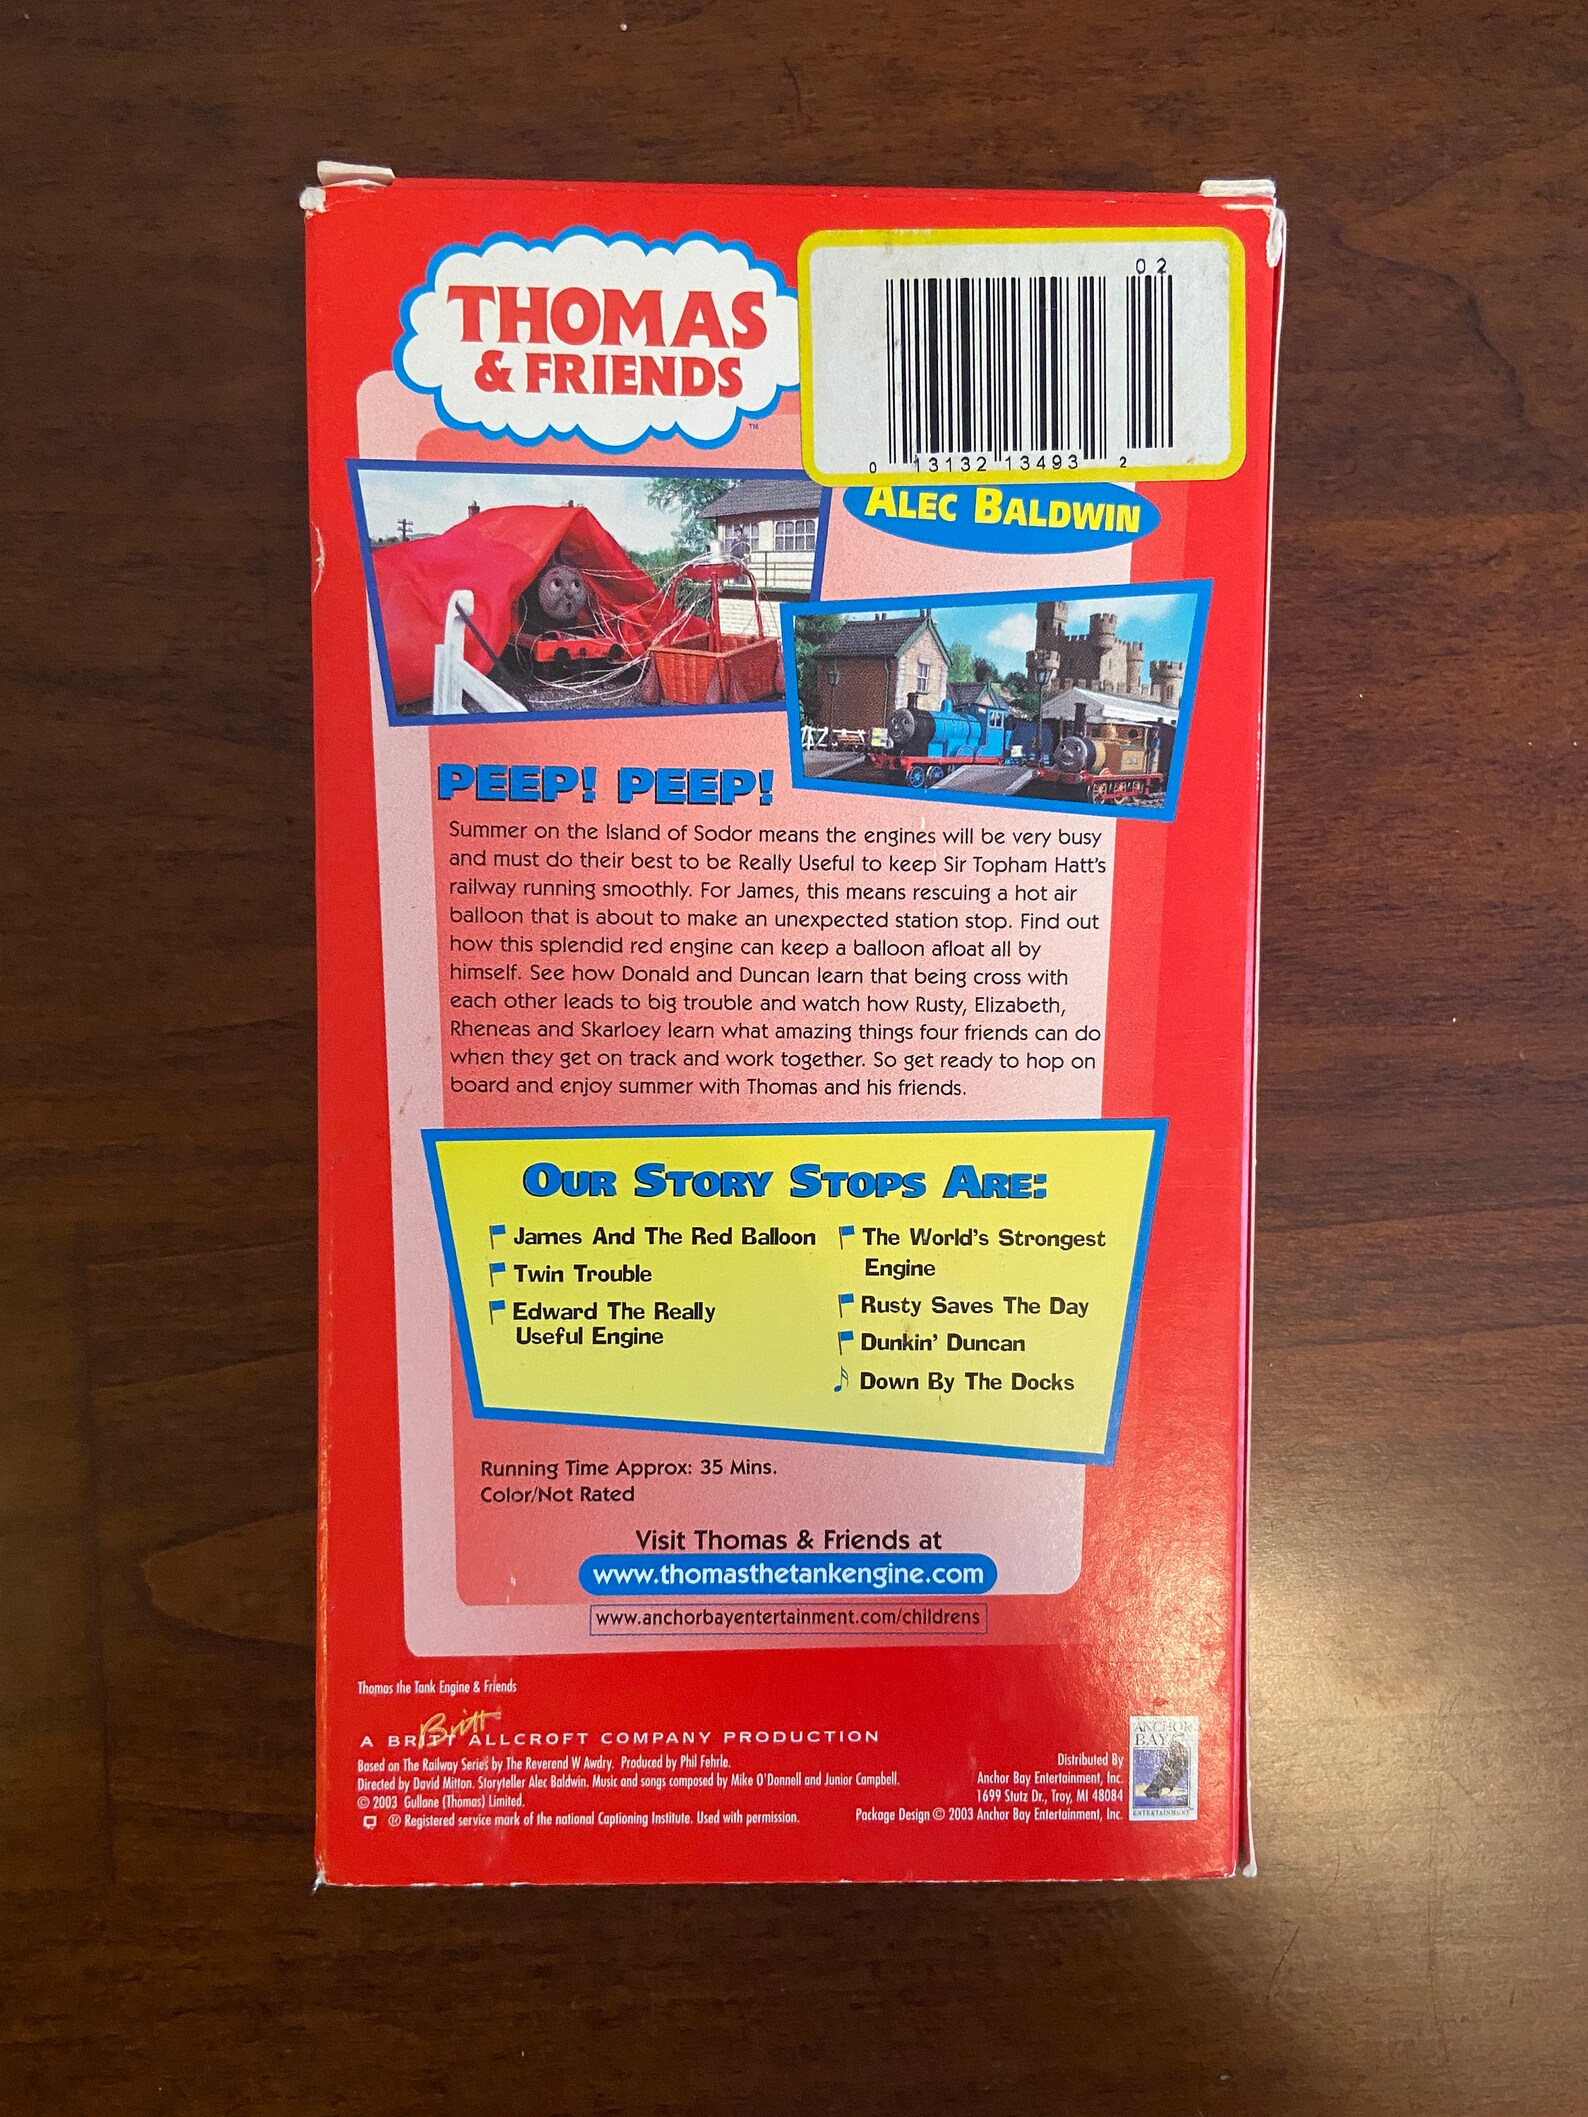 THOMAS
& FRIENDS
TM
02
0 13132 13493 2
ALEC BALDWIN
PEEP! PEEP!
Summer on the Island of Sodor means the engines will be very busy
and must do their best to be Really Useful to keep Sir Topham Hatt's
railway running smoothly. For James, this means rescuing a hot air
balloon that is about to make an unexpected station stop. Find out
how this splendid red engine can keep a balloon afloat all by
himself. See how Donald and Duncan learn that being cross with
each other leads to big trouble and watch how Rusty, Elizabeth,
Rheneas and Skarloey learn what amazing things four friends can do
when they get on track and work together. So get ready to hop on
board and enjoy summer with Thomas and his friends.
OUR STORY STOPS ARE:
James And The Red Balloon
Twin Trouble
Edward The Really
Useful Engine
The World's Strongest
Engine
Rusty Saves The Day
Dunkin' Duncan
Down By The Docks
Running Time Approx: 35 Mins.
Color/Not Rated
Visit Thomas & Friends at
www.thomasthetankengine.com
www.anchorbayentertainment.com/childrens
Thomas the Tank Engine & Friends
Britt
A BRITT ALLCROFT COMPANY PRODUCTION
Based on The Railway Series by The Reverend W Awdry. Produced by Phil Fehrle.
Directed by David Mitton. Storyteller Alec Baldwin. Music and songs composed by Mike O'Donnell and Junior Campbell.
© 2003 Gullane (Thomas) Limited.
® Registered service mark of the national Captioning Institute. Used with permission.
Distributed By
Anchor Bay Entertainment, Inc.
1699 Stutz Dr., Troy, MI 48084
Package Design © 2003 Anchor Bay Entertainment, Inc.
ANCHOR
BAY
ENTERTAINMENT